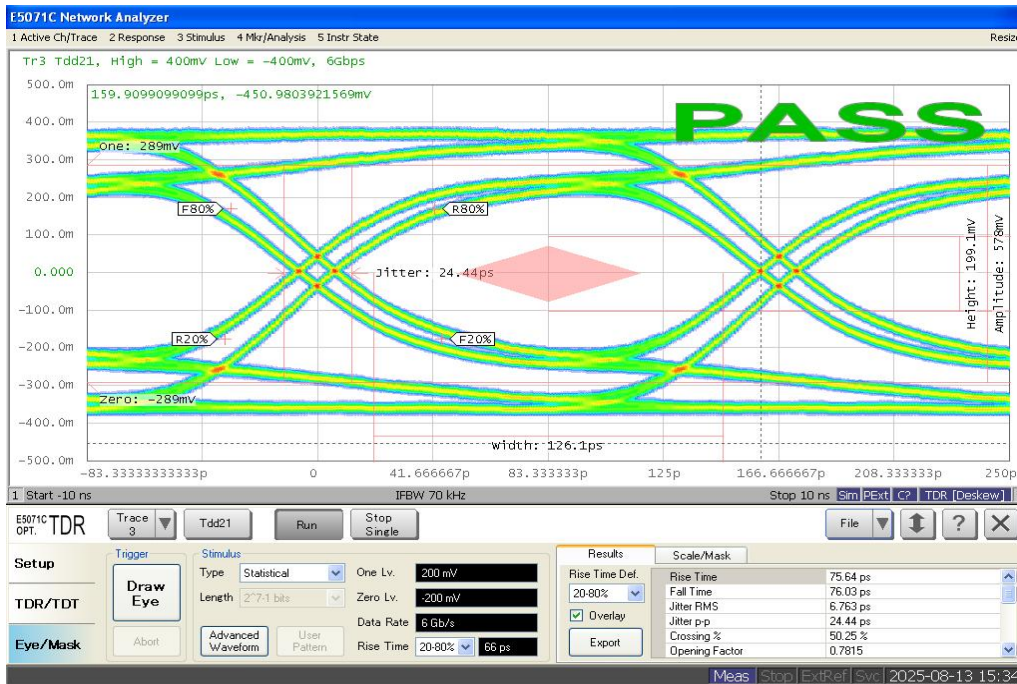 E5071C Network Analyzer
1 Active Ch/Trace 2 Response 3 Stimulus 4 Mkr/Analysis 5 Instr State
Resize
Tr3 Tdd21, High = 400mV Low = -400mV, 6Gbps
500.0m
159.9099099099ps, -450.9803921569mV
PASS
400.0m
One: 289mV
300.0m
200.0m
F80%
R80%
100.0m
0.000
Jitter: 24.44ps
Height: 199.1mV
Amplitude: 578mV
-100.0m
R20%
F20%
-200.0m
-300.0m
Zero: -289mV
-400.0m
Width: 126.1ps
-500.0m
-83.33333333333p 0 41.666667p 83.333333p 125p 166.666667p 208.333333p 250p
1 Start -10 ns IFBW 70 kHz Stop 10 ns Sim PExt C? TDR [Deskew]
E5071C OPT. TDR
Trace 3
Tdd21
Run
Stop Single
File
?
Setup
TDR/TDT
Eye/Mask
Trigger
Draw Eye
Abort
Stimulus
Type Statistical
Length 2^7-1 bits
Advanced Waveform
User Pattern
One Lv. 200 mV
Zero Lv. -200 mV
Data Rate 6 Gb/s
Rise Time 20-80% 66 ps
Results
Scale/Mask
Rise Time Def.
20-80%
Overlay
Export
Rise Time 75.64 ps
Fall Time 76.03 ps
Jitter RMS 6.763 ps
Jitter p-p 24.44 ps
Crossing % 50.25 %
Opening Factor 0.7815
Meas Stop ExtRef Svc 2025-08-13 15:34